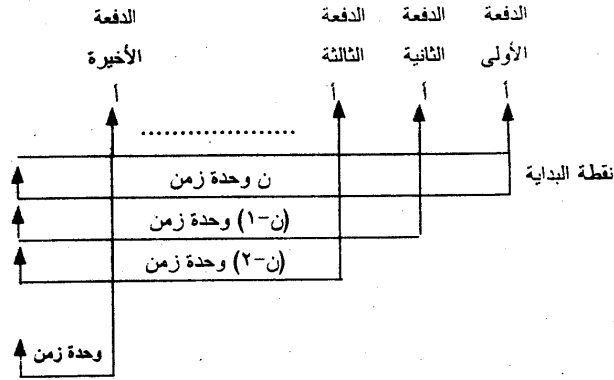 الدفعة الدفعة الدفعة الدفعة
الأولى الثانية الثالثة الأخيرة
أ أ أ أ
.....................
نقطة البداية
ن وحدة زمن
(ن-١) وحدة زمن
(ن-٢) وحدة زمن
وحدة زمن